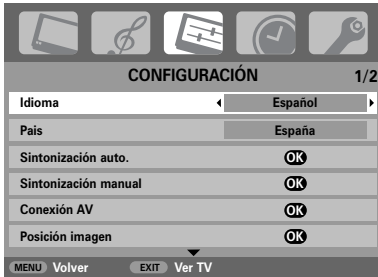 CONFIGURACIÓN 1/2
Idioma Español
Pais España
Sintonización auto. OK
Sintonización manual OK
Conexión AV OK
Posición imagen OK
MENU Volver EXIT Ver TV